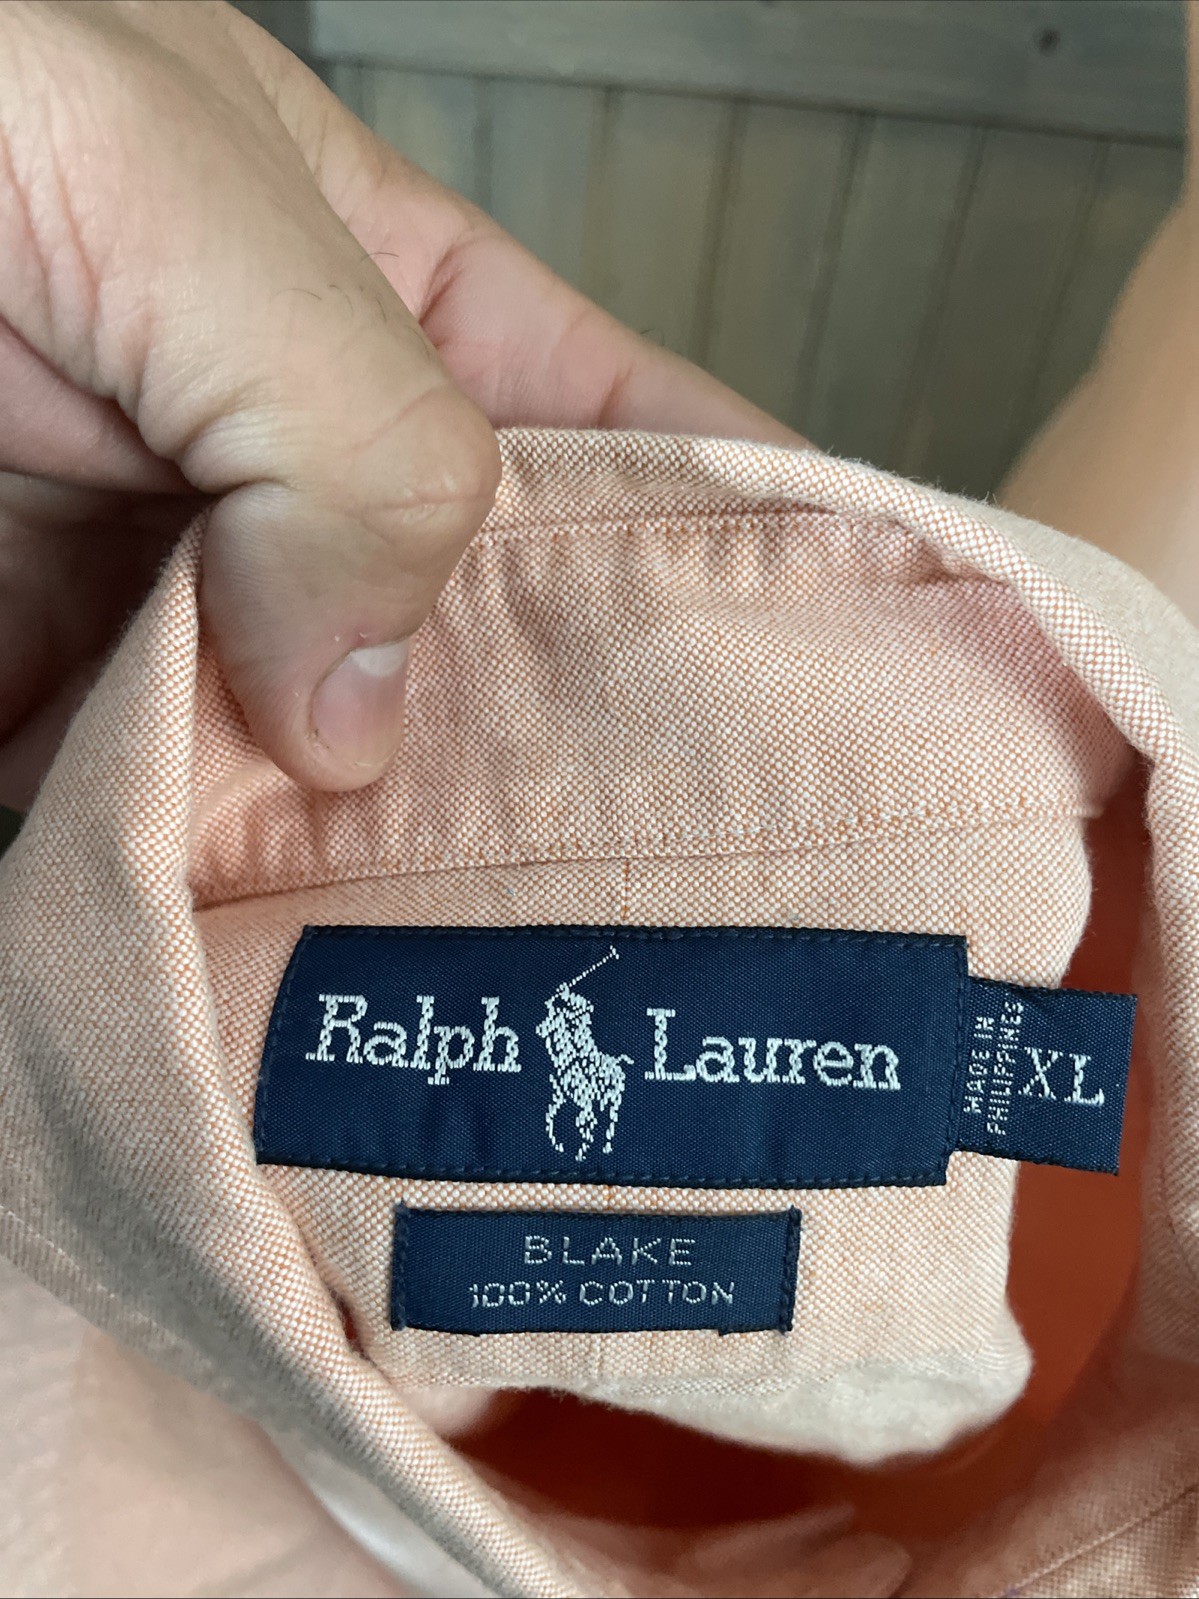 Ralph Lauren
MADE IN
PHILIPPINES
XL
BLAKE
100% COTTON